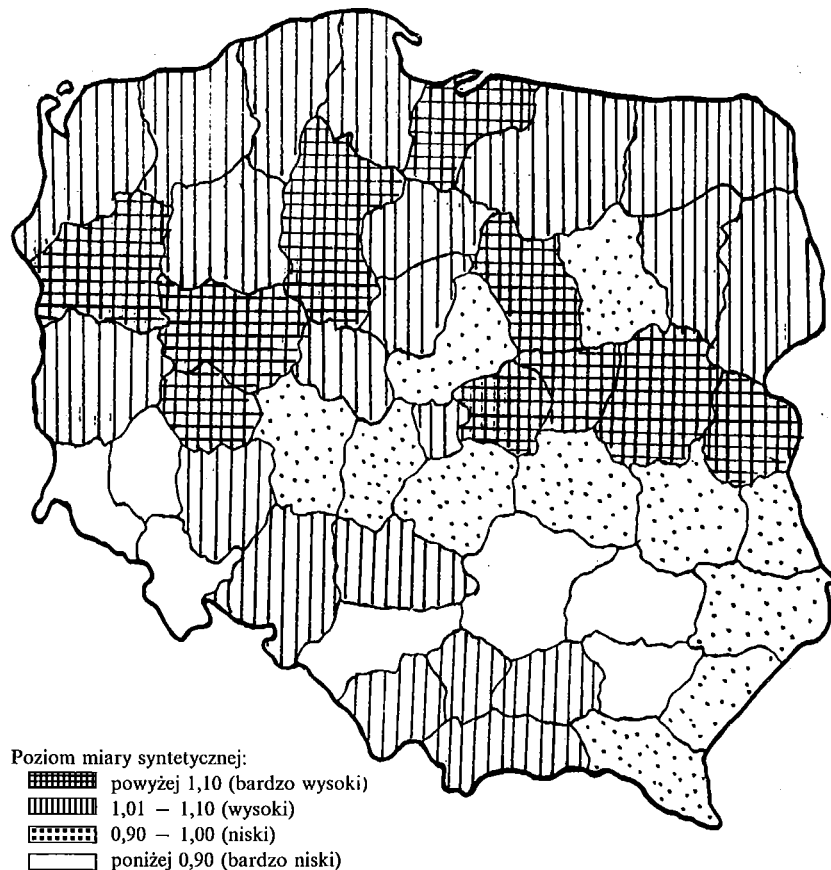 Poziom miary syntetycznej:
powyżej 1,10 (bardzo wysoki)
1,01 – 1,10 (wysoki)
0,90 – 1,00 (niski)
poniżej 0,90 (bardzo niski)